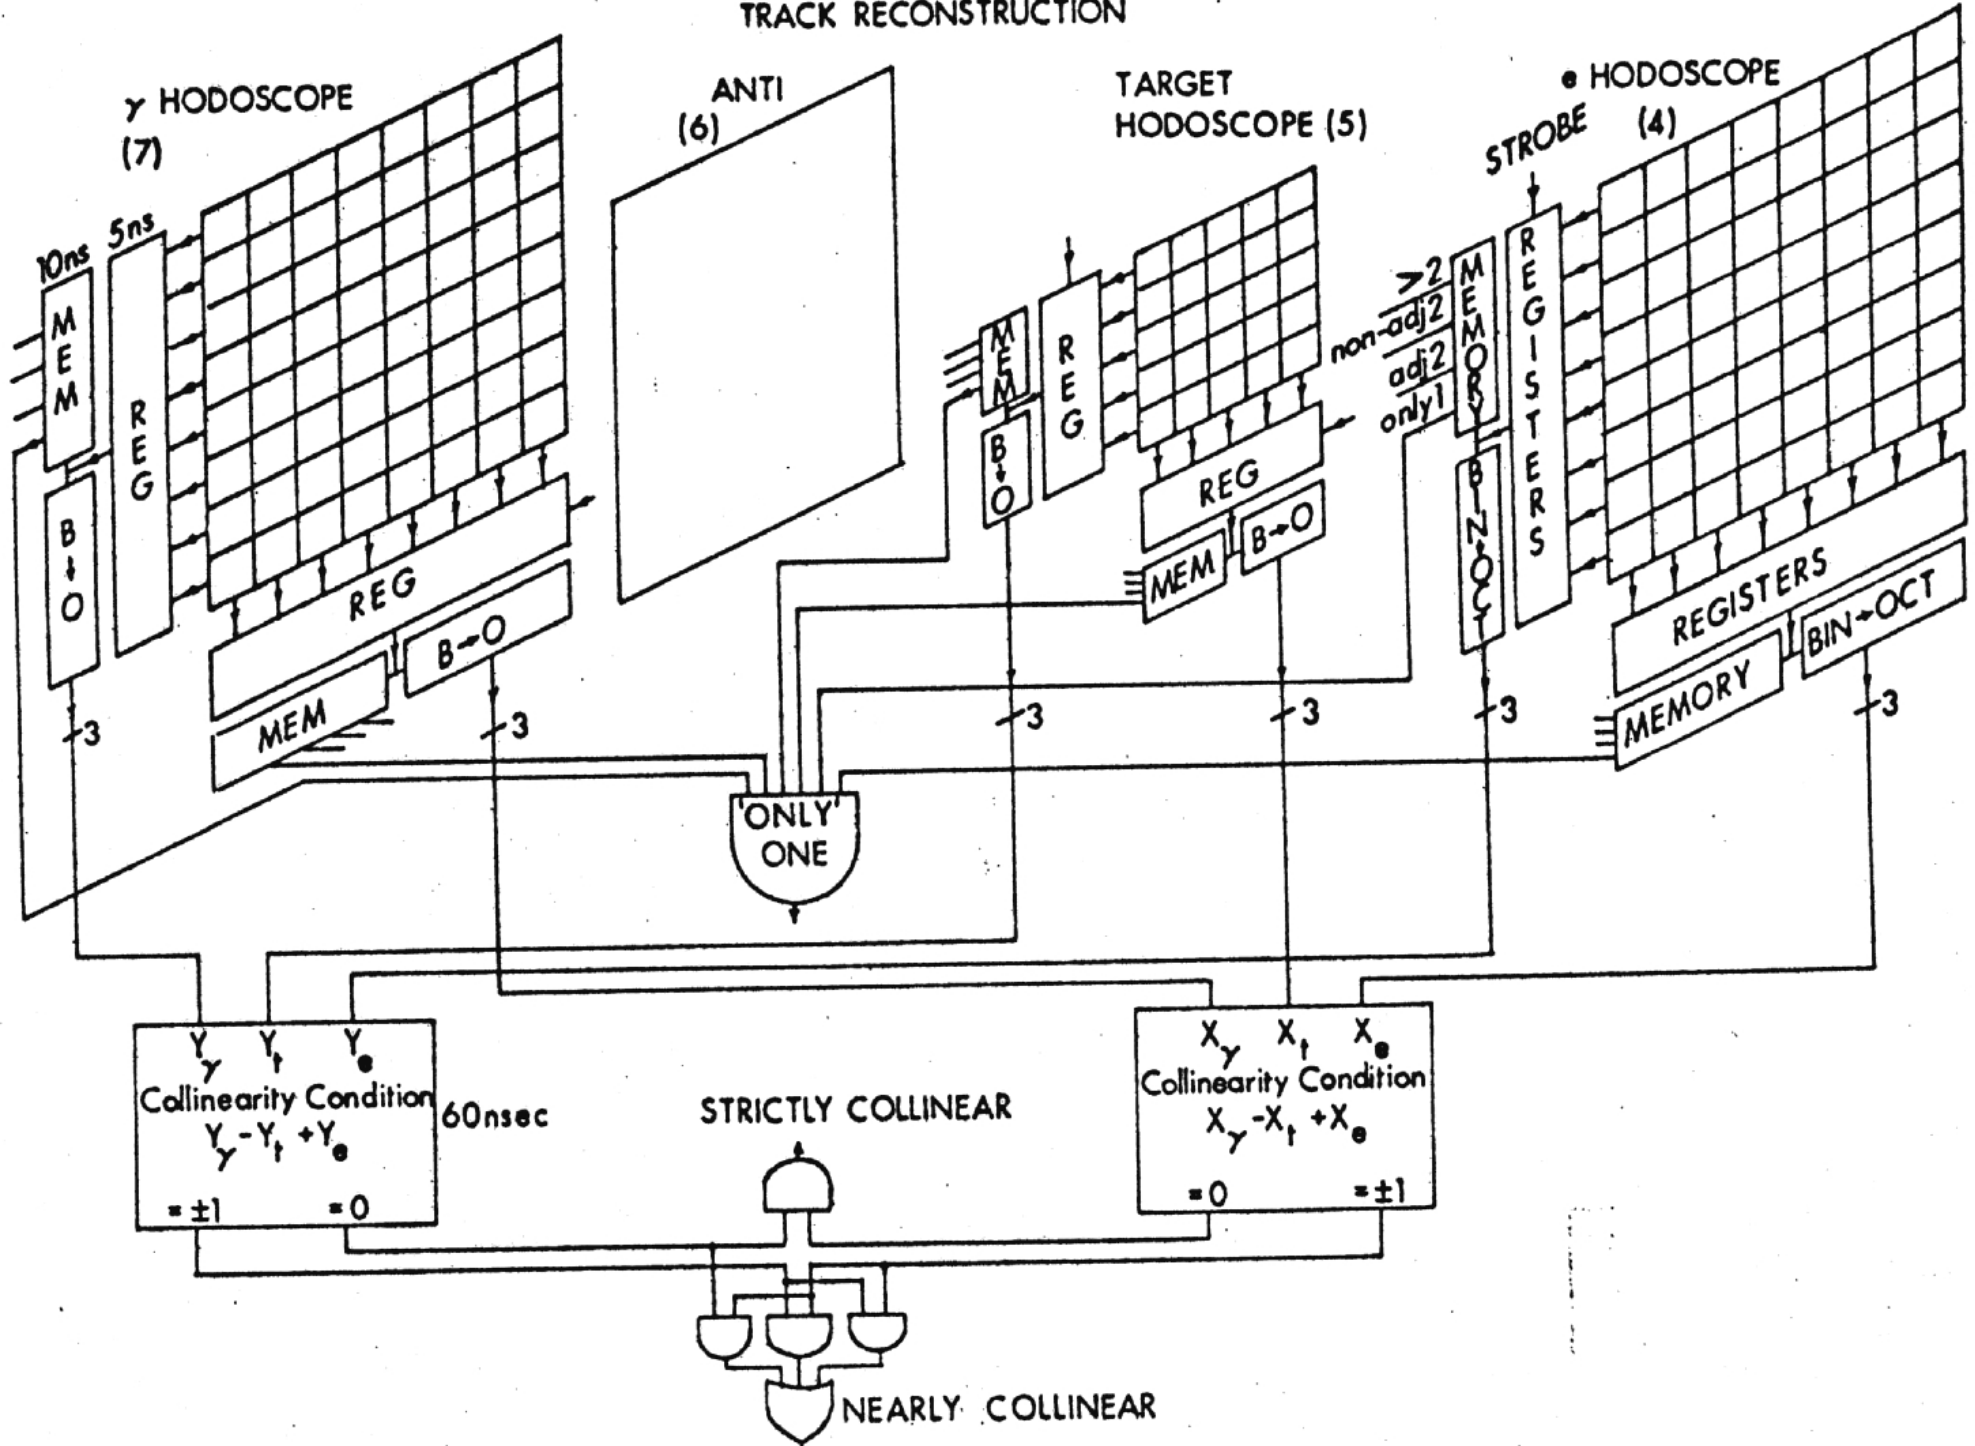 TRACK RECONSTRUCTION
γ HODOSCOPE
(7)
ANTI
(6)
TARGET
HODOSCOPE (5)
e HODOSCOPE
(4)
STROBE
10ns
5ns
MEM
REG
B→O
REG
MEM
B→O
3
3
MEM
REG
B→O
REG
MEM
B→O
3
3
>2
non-adj2
adj2
only1
MEMORY
REGISTERS
BIN→OCT
REGISTERS
MEMORY
BIN→OCT
3
3
'ONLY'
ONE
Yγ Yt Ye
Collinearity Condition
Yγ-Yt+Ye
=±1 =0
60nsec
STRICTLY COLLINEAR
Xγ Xt Xe
Collinearity Condition
Xγ-Xt+Xe
=0 =±1
NEARLY COLLINEAR